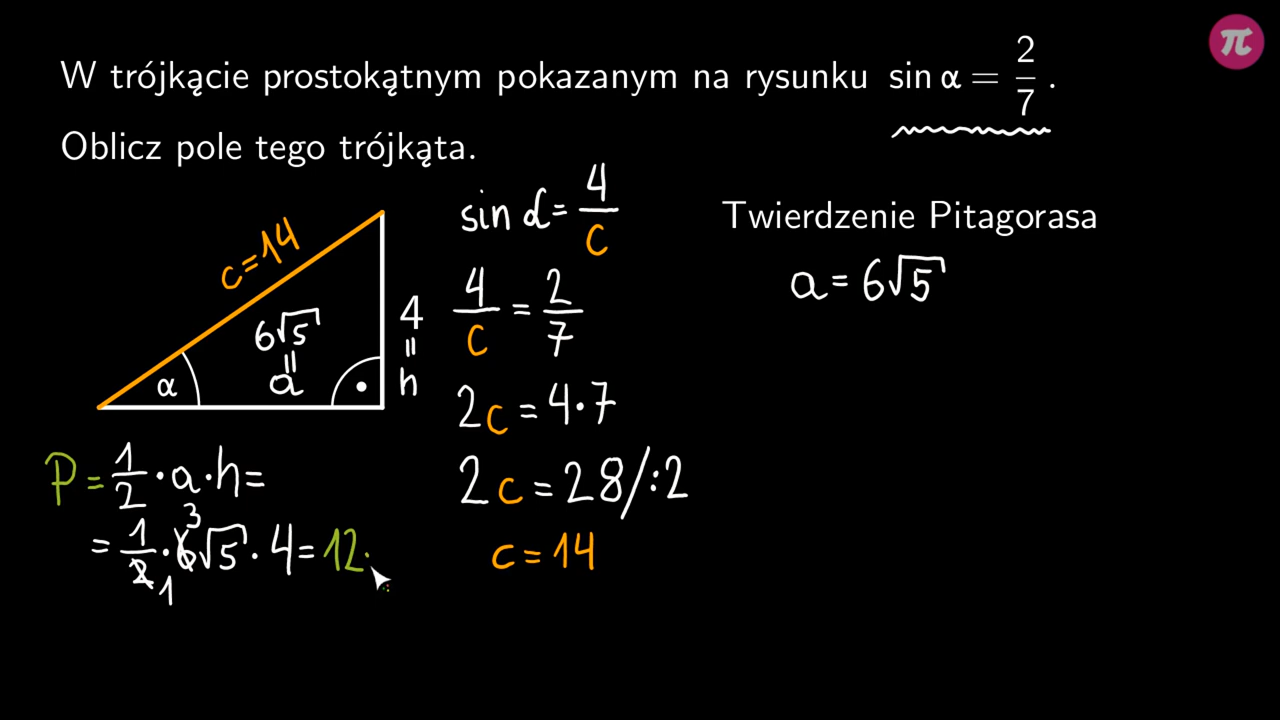 W trójkącie prostokątnym pokazanym na rysunku sin α = 2/7.
Oblicz pole tego trójkąta.
π
c=14
6√5
=
a
α
4
=
h
P = 1/2 · a · h =
= 1/2 · 6√5 · 4 = 12·
3
1
sin α = 4/c
4/c = 2/7
2c = 4·7
2c = 28 /:2
c = 14
Twierdzenie Pitagorasa
a = 6√5